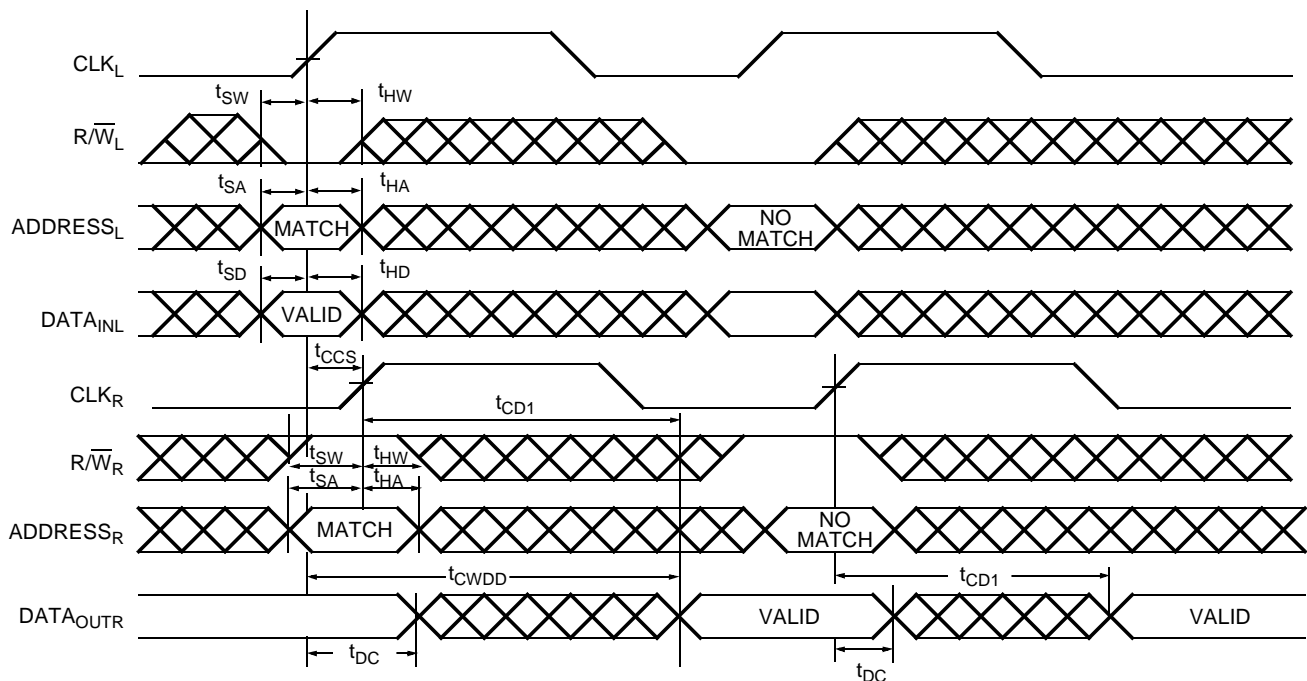 CLK_L
t_SW t_HW
R/W̅_L
t_SA t_HA
ADDRESS_L MATCH NO MATCH
t_SD t_HD
DATA_INL VALID
t_CCS
CLK_R
t_CD1
R/W̅_R t_SW t_HW
t_SA t_HA
ADDRESS_R MATCH NO MATCH
t_CWDD t_CD1
DATA_OUTR VALID VALID
t_DC t_DC